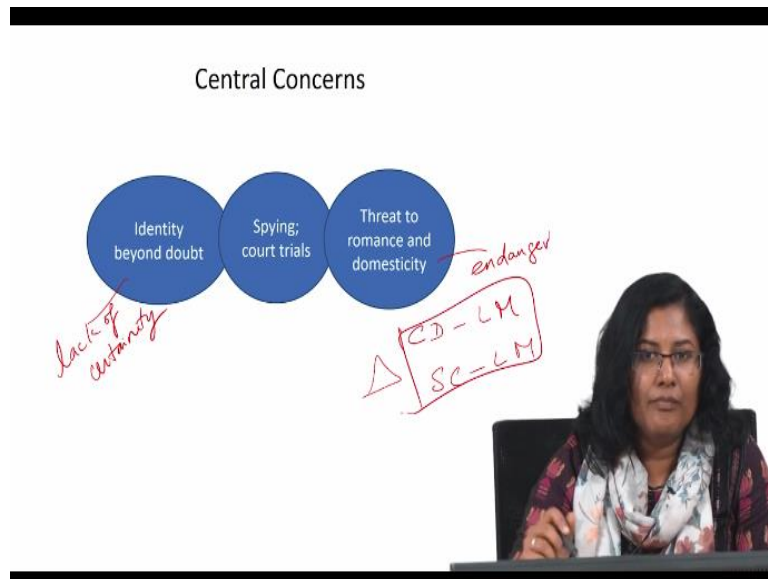 Central Concerns
Identity
beyond doubt
Spying;
court trials
Threat to
romance and
domesticity
lack of
certainity
endanger
CD - LM
SC - LM